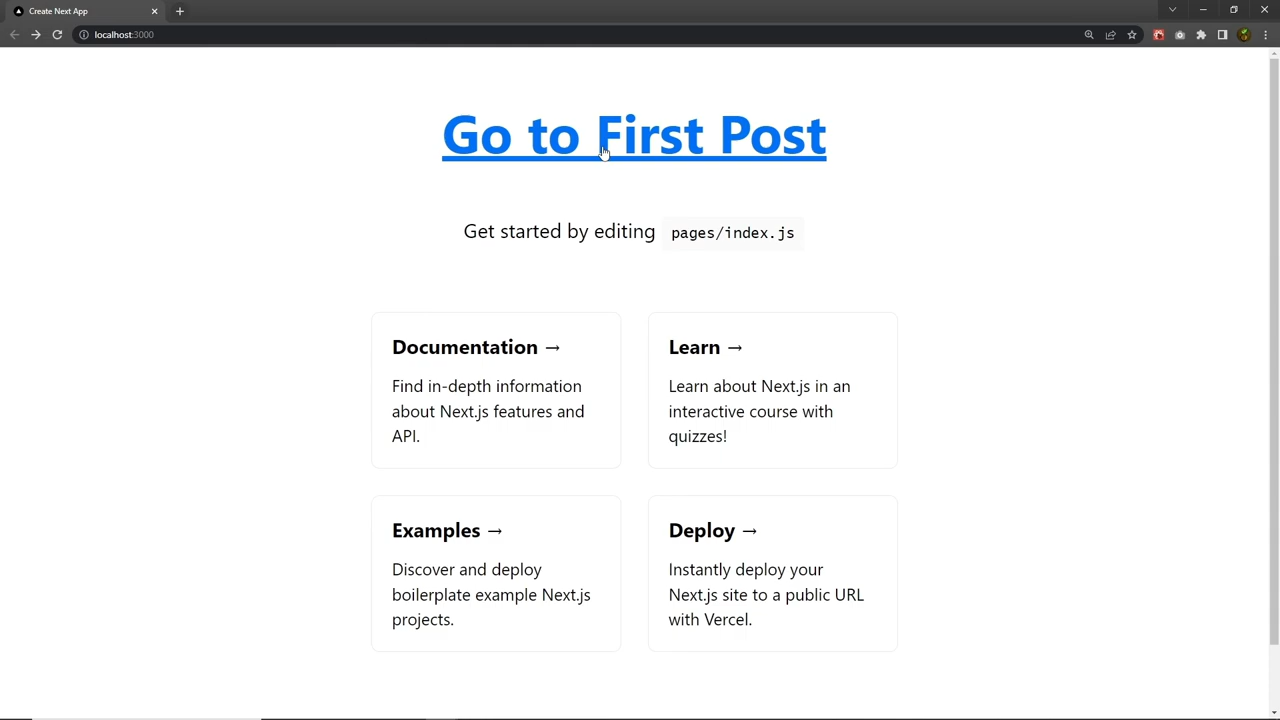 Create Next App
localhost:3000
Go to First Post
Get started by editing pages/index.js
Documentation →
Find in-depth information
about Next.js features and
API.
Learn →
Learn about Next.js in an
interactive course with
quizzes!
Examples →
Discover and deploy
boilerplate example Next.js
projects.
Deploy →
Instantly deploy your
Next.js site to a public URL
with Vercel.